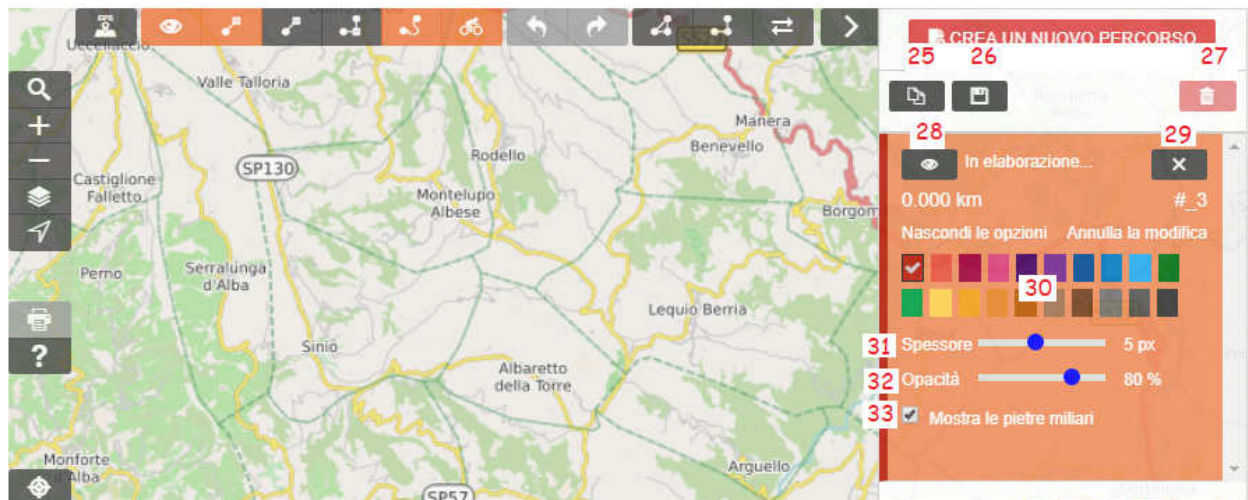 GPS
CREA UN NUOVO PERCORSO
25 26 27
28 29
In elaborazione...
0.000 km #_3
Nascondi le opzioni Annulla la modifica
30
31 Spessore 5 px
32 Opacità 80 %
33 Mostra le pietre miliari
Uccellaccio
Valle Talloria
Manera
Benevello
Rodello
SP130
Castiglione
Falletto
Montelupo
Albese
Borgom
Perno
Serralunga
d'Alba
Lequio Berria
Sinio
Albaretto
della Torre
?
Monforte
d'Alba
Arguello
SP57